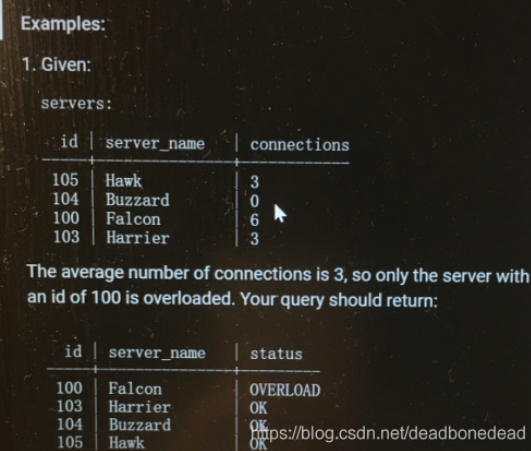 Examples:
1. Given:
servers:
id | server_name | connections
105 | Hawk | 3
104 | Buzzard | 0
100 | Falcon | 6
103 | Harrier | 3
The average number of connections is 3, so only the server with
an id of 100 is overloaded. Your query should return:
id | server_name | status
100 | Falcon | OVERLOAD
103 | Harrier | OK
104 | Buzzard | OK
105 | Hawk | OK
https://blog.csdn.net/deadbonedead